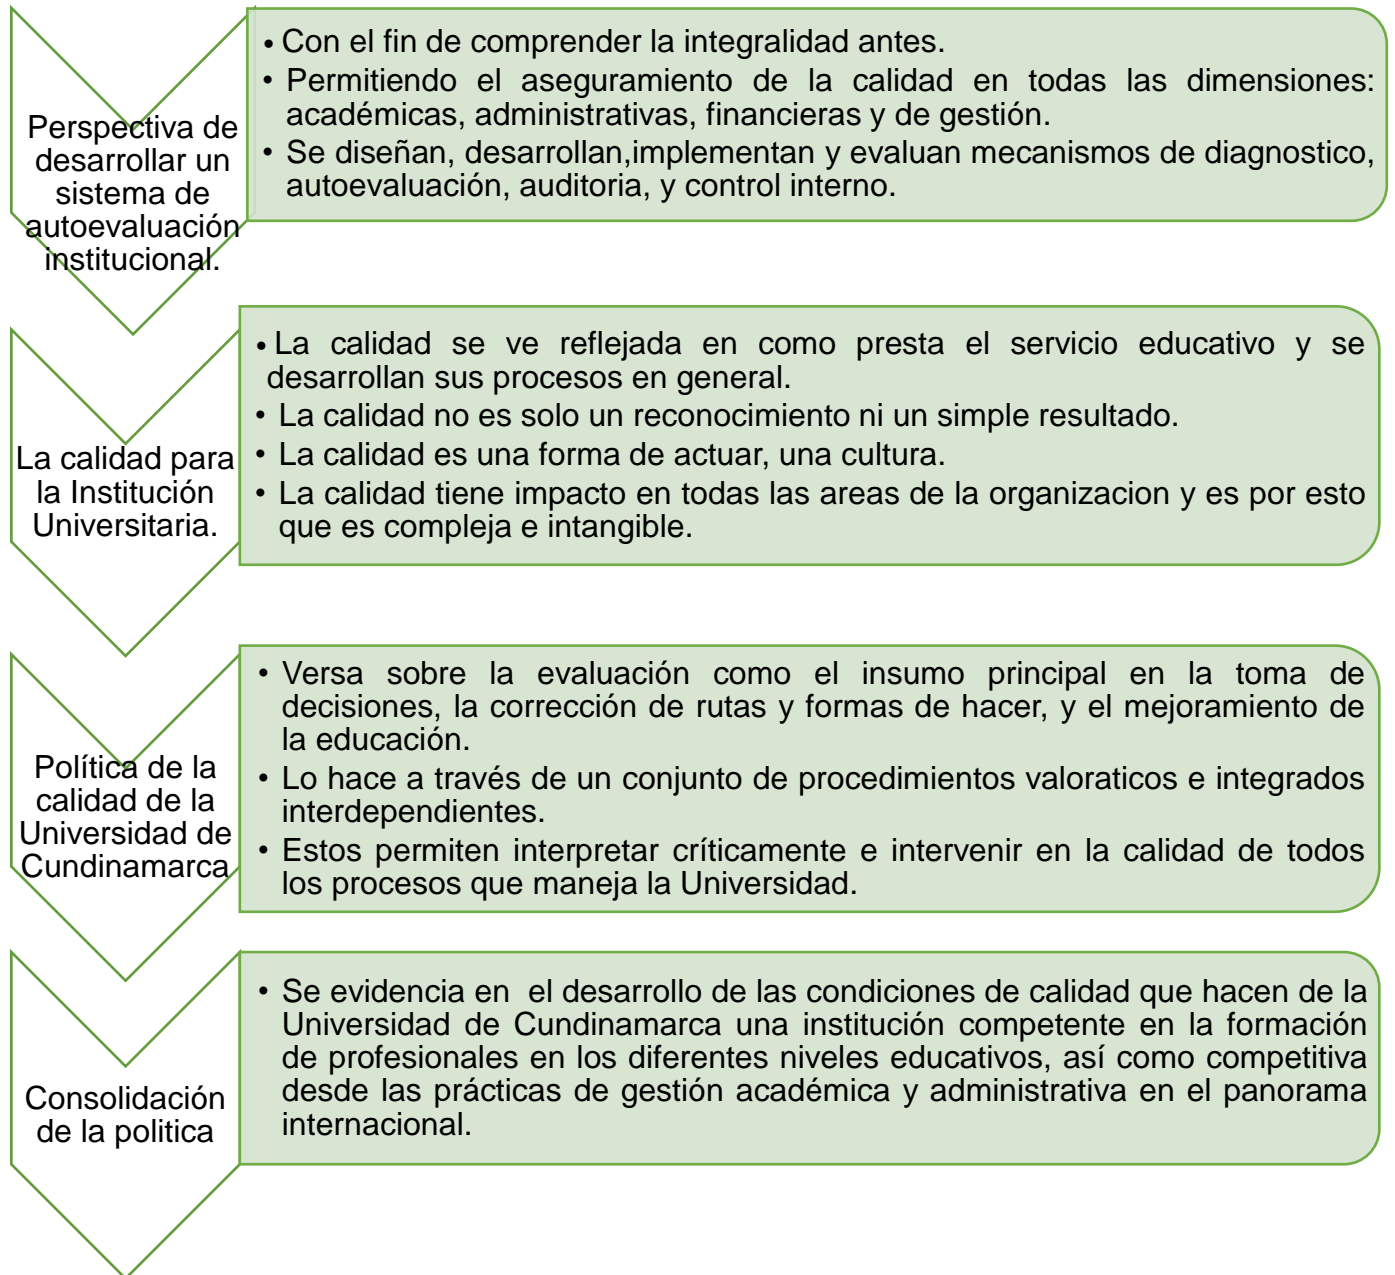 Perspectiva de
desarrollar un
sistema de
autoevaluación
institucional.
• Con el fin de comprender la integralidad antes.
• Permitiendo el aseguramiento de la calidad en todas las dimensiones:
académicas, administrativas, financieras y de gestión.
• Se diseñan, desarrollan,implementan y evaluan mecanismos de diagnostico,
autoevaluación, auditoria, y control interno.
La calidad para
la Institución
Universitaria.
• La calidad se ve reflejada en como presta el servicio educativo y se
desarrollan sus procesos en general.
• La calidad no es solo un reconocimiento ni un simple resultado.
• La calidad es una forma de actuar, una cultura.
• La calidad tiene impacto en todas las areas de la organizacion y es por esto
que es compleja e intangible.
Política de la
calidad de la
Universidad de
Cundinamarca
• Versa sobre la evaluación como el insumo principal en la toma de
decisiones, la corrección de rutas y formas de hacer, y el mejoramiento de
la educación.
• Lo hace a través de un conjunto de procedimientos valoraticos e integrados
interdependientes.
• Estos permiten interpretar críticamente e intervenir en la calidad de todos
los procesos que maneja la Universidad.
Consolidación
de la politica
• Se evidencia en el desarrollo de las condiciones de calidad que hacen de la
Universidad de Cundinamarca una institución competente en la formación
de profesionales en los diferentes niveles educativos, así como competitiva
desde las prácticas de gestión académica y administrativa en el panorama
internacional.